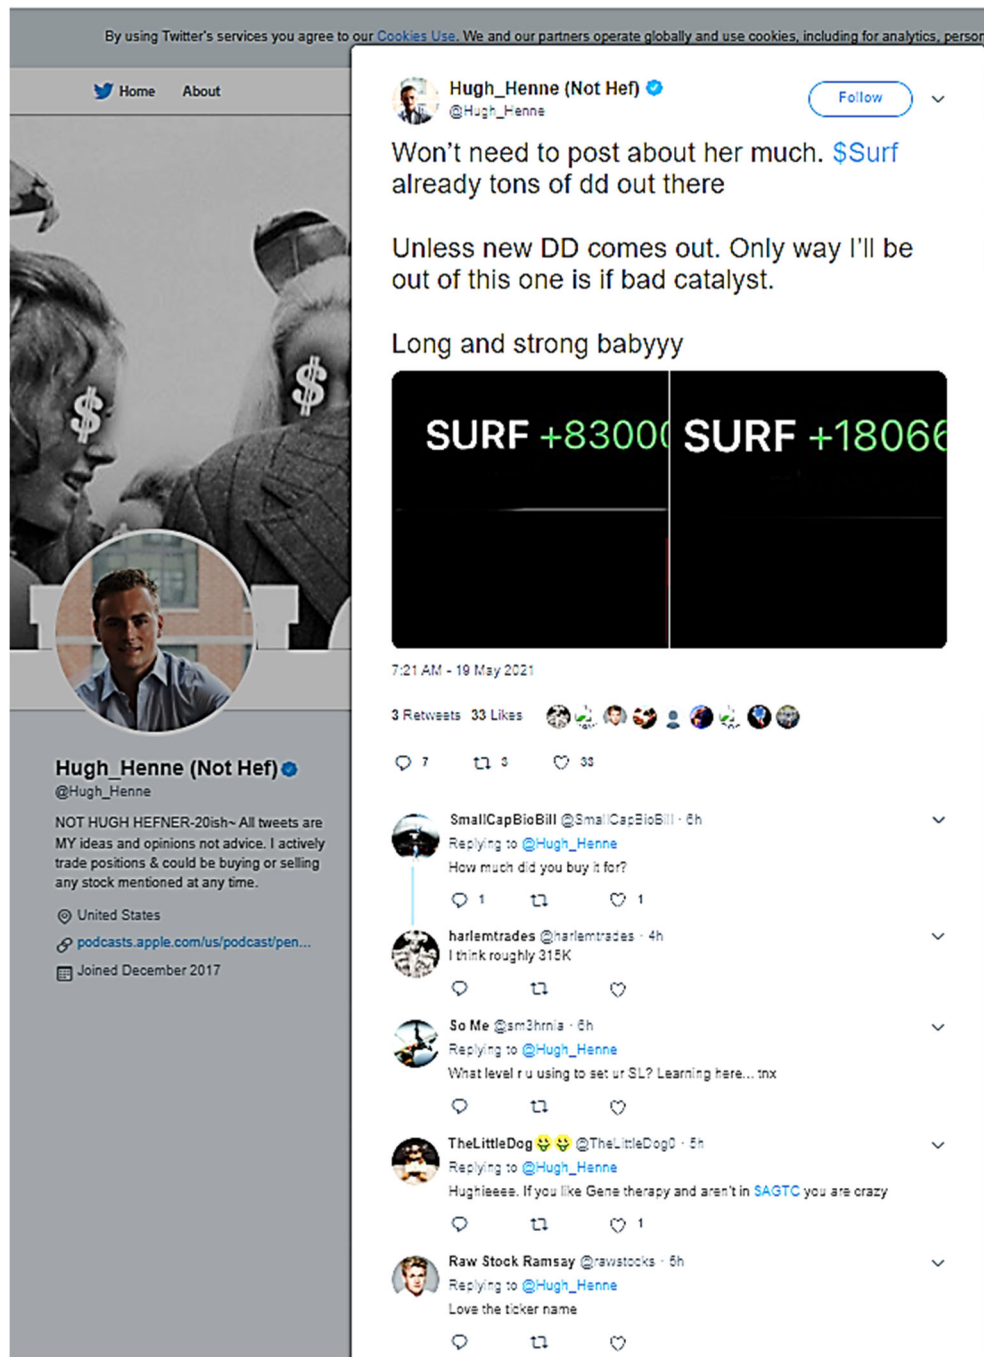 By using Twitter's services you agree to our Cookies Use. We and our partners operate globally and use cookies, including for analytics, person
Home About
Hugh_Henne (Not Hef)
@Hugh_Henne
Follow
Won't need to post about her much. $Surf
already tons of dd out there
Unless new DD comes out. Only way I'll be
out of this one is if bad catalyst.
Long and strong babyyy
SURF +83000
SURF +18066
7:21 AM - 19 May 2021
3 Retweets 33 Likes
7 3 33
Hugh_Henne (Not Hef)
@Hugh_Henne
NOT HUGH HEFNER-20ish~ All tweets are
MY ideas and opinions not advice. I actively
trade positions & could be buying or selling
any stock mentioned at any time.
United States
podcasts.apple.com/us/podcast/pen...
Joined December 2017
SmallCapBioBill @SmallCapBioBill · 6h
Replying to @Hugh_Henne
How much did you buy it for?
1 1
harlemtrades @harlemtrades · 4h
I think roughly 315K
So Me @sm3hrnia · 6h
Replying to @Hugh_Henne
What level r u using to set ur SL? Learning here... tnx
TheLittleDog @TheLittleDog0 · 5h
Replying to @Hugh_Henne
Hughieeee. If you like Gene therapy and aren't in $AGTC you are crazy
1
Raw Stock Ramsay @rawstocks · 6h
Replying to @Hugh_Henne
Love the ticker name